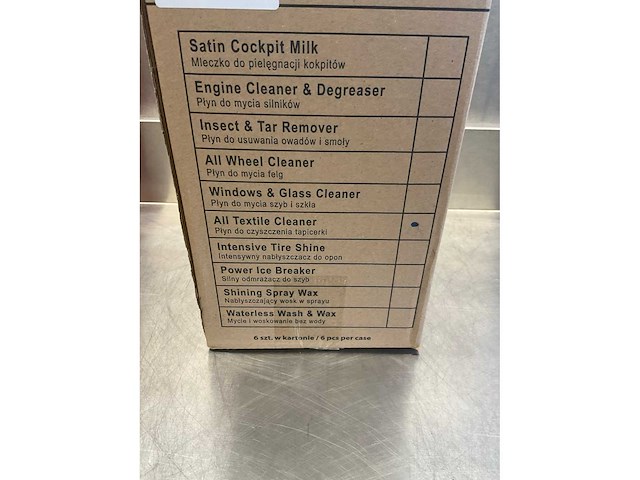 Satin Cockpit Milk
Mleczko do pielęgnacji kokpitów
Engine Cleaner & Degreaser
Płyn do mycia silników
Insect & Tar Remover
Płyn do usuwania owadów i smoły
All Wheel Cleaner
Płyn do mycia felg
Windows & Glass Cleaner
Płyn do mycia szyb i szkła
All Textile Cleaner
Płyn do czyszczenia tapicerki
Intensive Tire Shine
Intensywny nabłyszczacz do opon
Power Ice Breaker
Silny odmrażacz do szyb
Shining Spray Wax
Nabłyszczający wosk w sprayu
Waterless Wash & Wax
Mycie i woskowanie bez wody
6 szt. w kartonie / 6 pcs per case